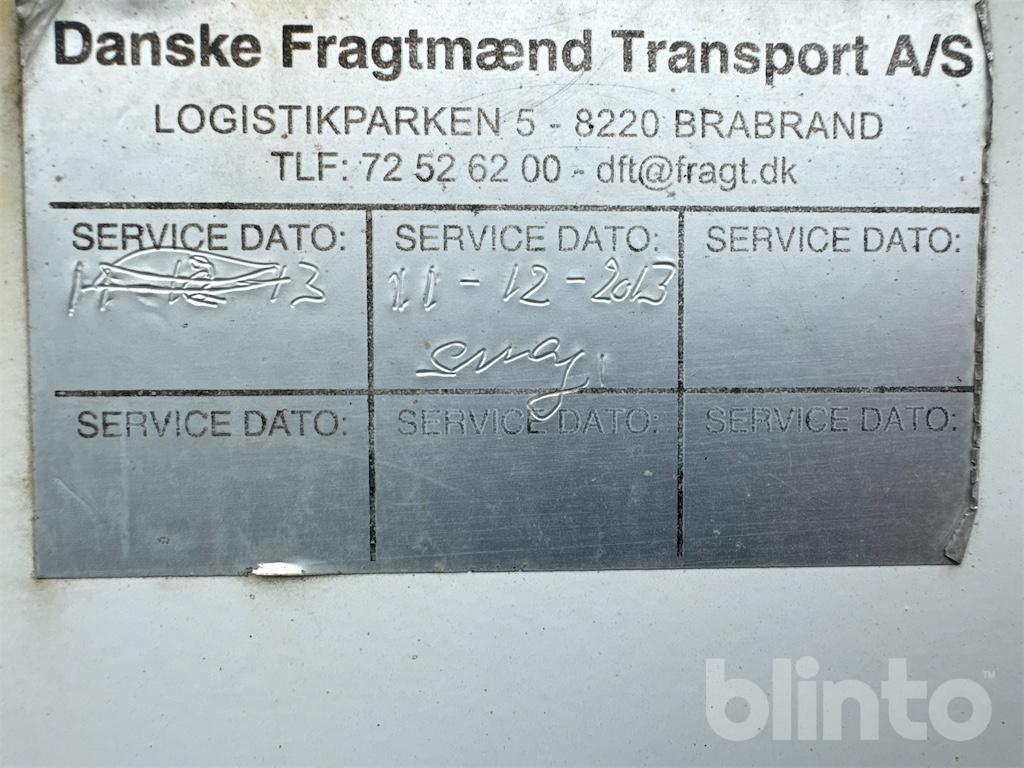 Danske Fragtmænd Transport A/S
LOGISTIKPARKEN 5 - 8220 BRABRAND
TLF: 72 52 62 00 - dft@fragt.dk
SERVICE DATO: SERVICE DATO: SERVICE DATO:
11-12-2013
SERVICE DATO: SERVICE DATO: SERVICE DATO:
blinto™